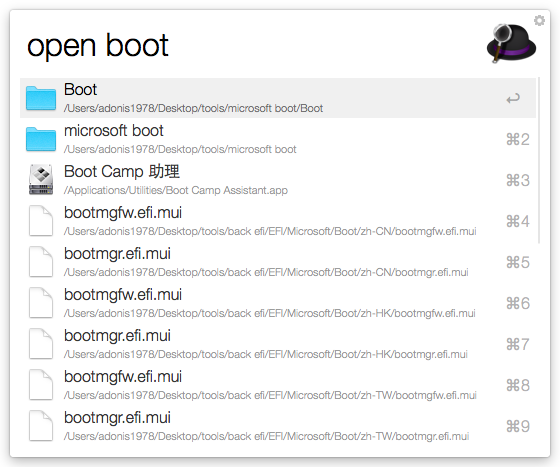 open boot
Boot
/Users/adonis1978/Desktop/tools/microsoft boot/Boot
↩
microsoft boot
/Users/adonis1978/Desktop/tools/microsoft boot
⌘2
Boot Camp 助理
/Applications/Utilities/Boot Camp Assistant.app
⌘3
bootmgfw.efi.mui
/Users/adonis1978/Desktop/tools/back efi/EFI/Microsoft/Boot/zh-CN/bootmgfw.efi.mui
⌘4
bootmgr.efi.mui
/Users/adonis1978/Desktop/tools/back efi/EFI/Microsoft/Boot/zh-CN/bootmgr.efi.mui
⌘5
bootmgfw.efi.mui
/Users/adonis1978/Desktop/tools/back efi/EFI/Microsoft/Boot/zh-HK/bootmgfw.efi.mui
⌘6
bootmgr.efi.mui
/Users/adonis1978/Desktop/tools/back efi/EFI/Microsoft/Boot/zh-HK/bootmgr.efi.mui
⌘7
bootmgfw.efi.mui
/Users/adonis1978/Desktop/tools/back efi/EFI/Microsoft/Boot/zh-TW/bootmgfw.efi.mui
⌘8
bootmgr.efi.mui
/Users/adonis1978/Desktop/tools/back efi/EFI/Microsoft/Boot/zh-TW/bootmgr.efi.mui
⌘9